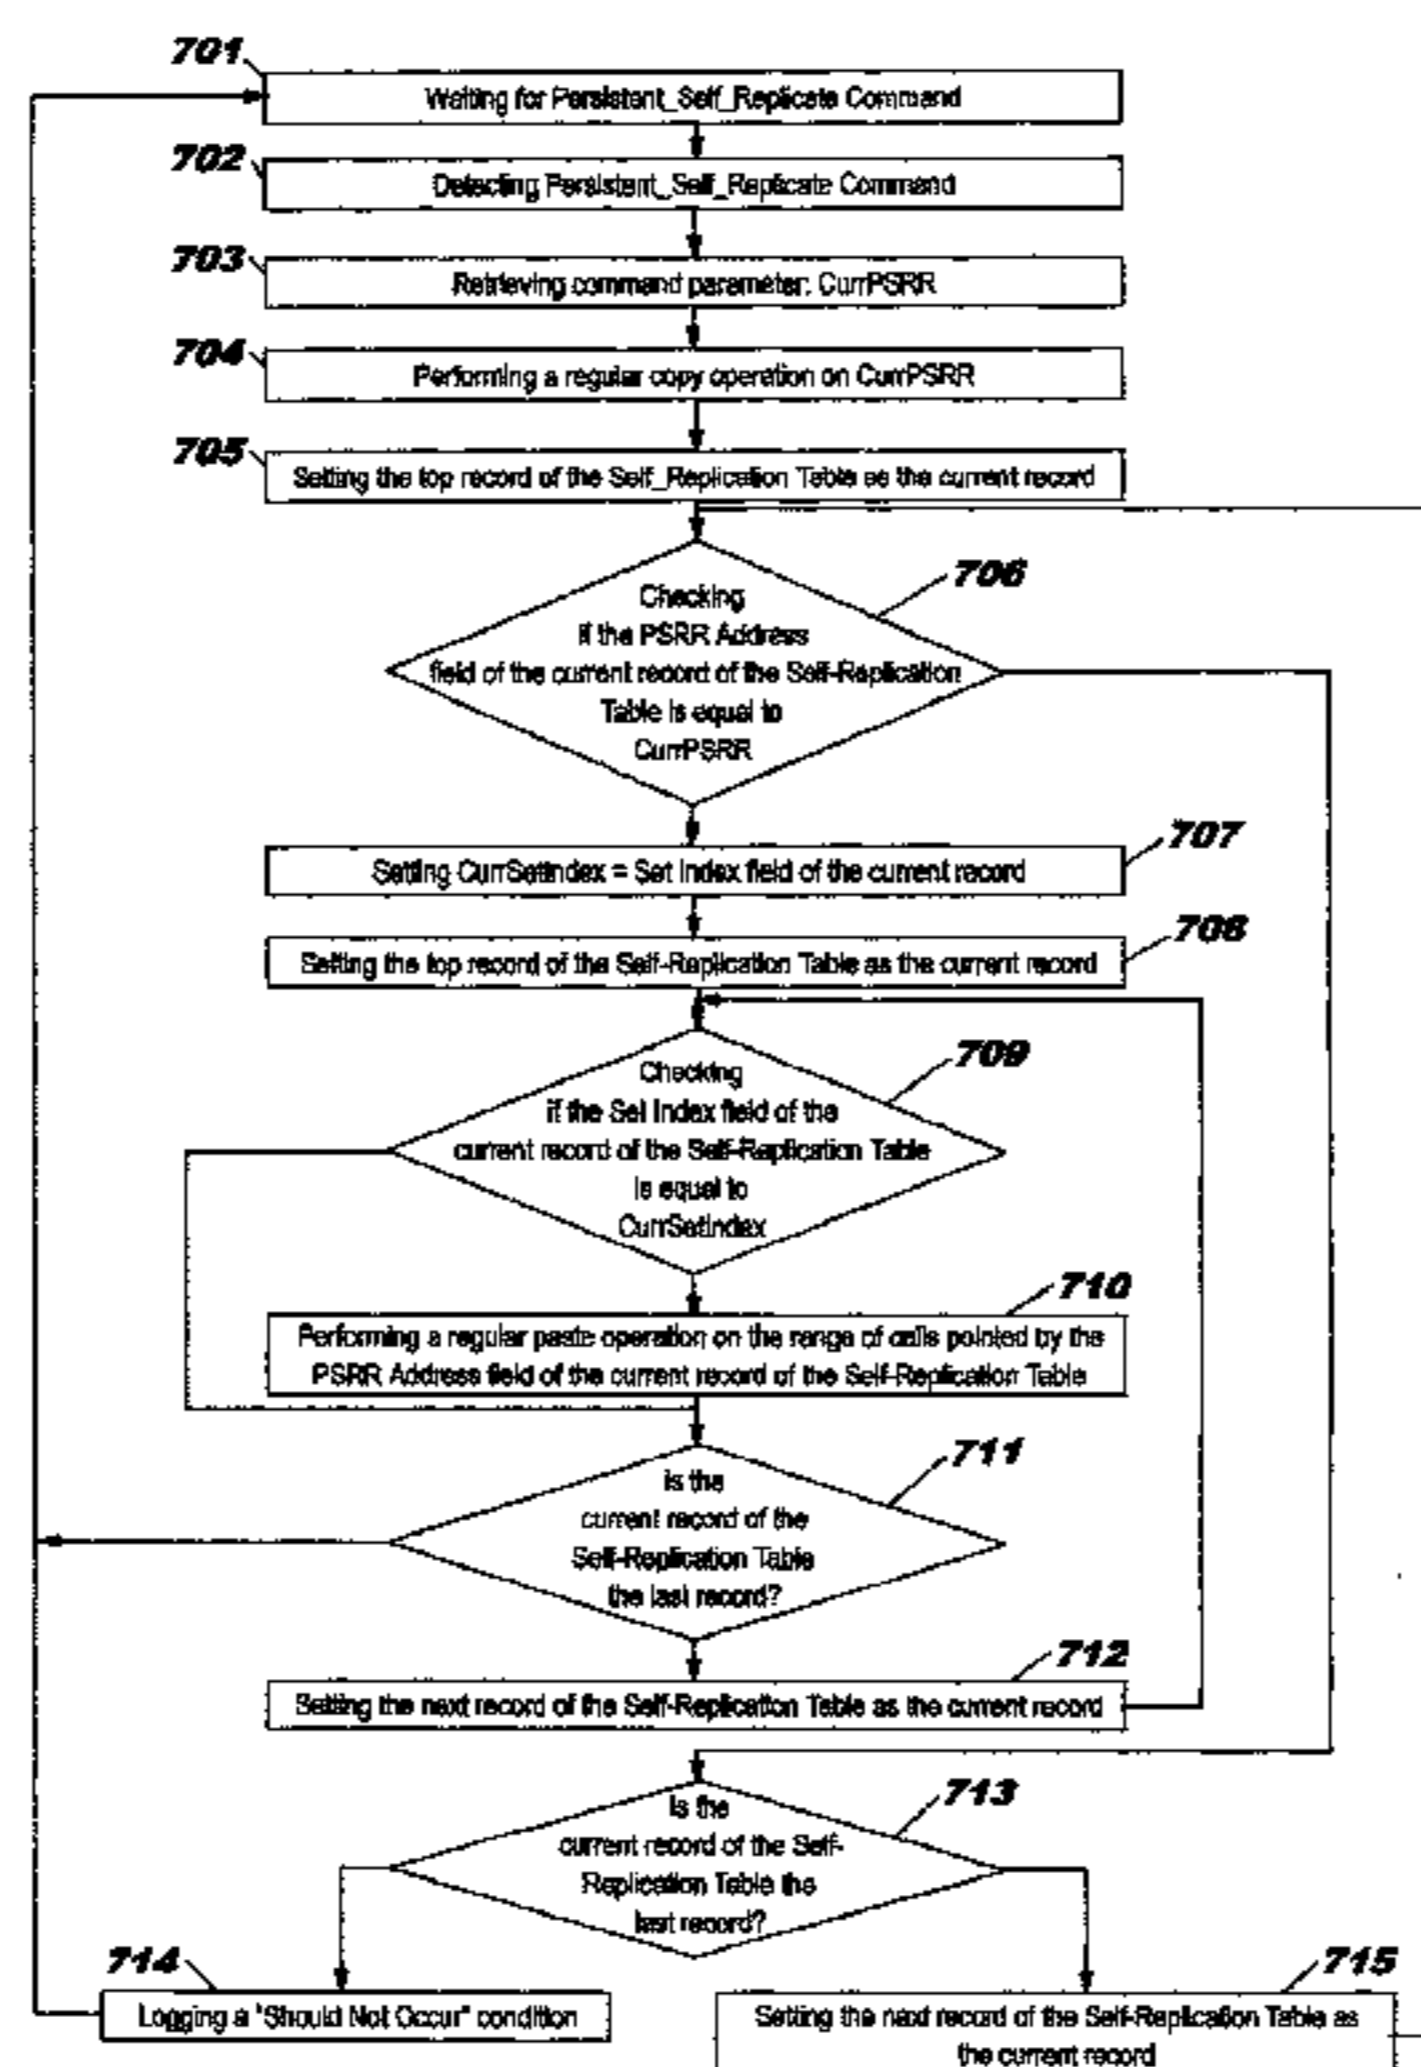 701
Waiting for Persistent_Self_Replicate Command
702
Detecting Persistent_Self_Replicate Command
703
Retrieving command parameter: CurrPSRR
704
Performing a regular copy operation on CurrPSRR
705
Setting the top record of the Self_Replication Table as the current record
706
Checking
if the PSRR Address
field of the current record of the Self-Replication
Table is equal to
CurrPSRR
707
Setting CurrSetIndex = Set Index field of the current record
708
Setting the top record of the Self-Replication Table as the current record
709
Checking
if the Set Index field of the
current record of the Self-Replication Table
is equal to
CurrSetIndex
710
Performing a regular paste operation on the range of cells pointed by the
PSRR Address field of the current record of the Self-Replication Table
711
is the
current record of the
Self-Replication Table
the last record?
712
Setting the next record of the Self-Replication Table as the current record
713
Is the
current record of the Self-
Replication Table the
last record?
714
Logging a "Should Not Occur" condition
715
Setting the next record of the Self-Replication Table as
the current record